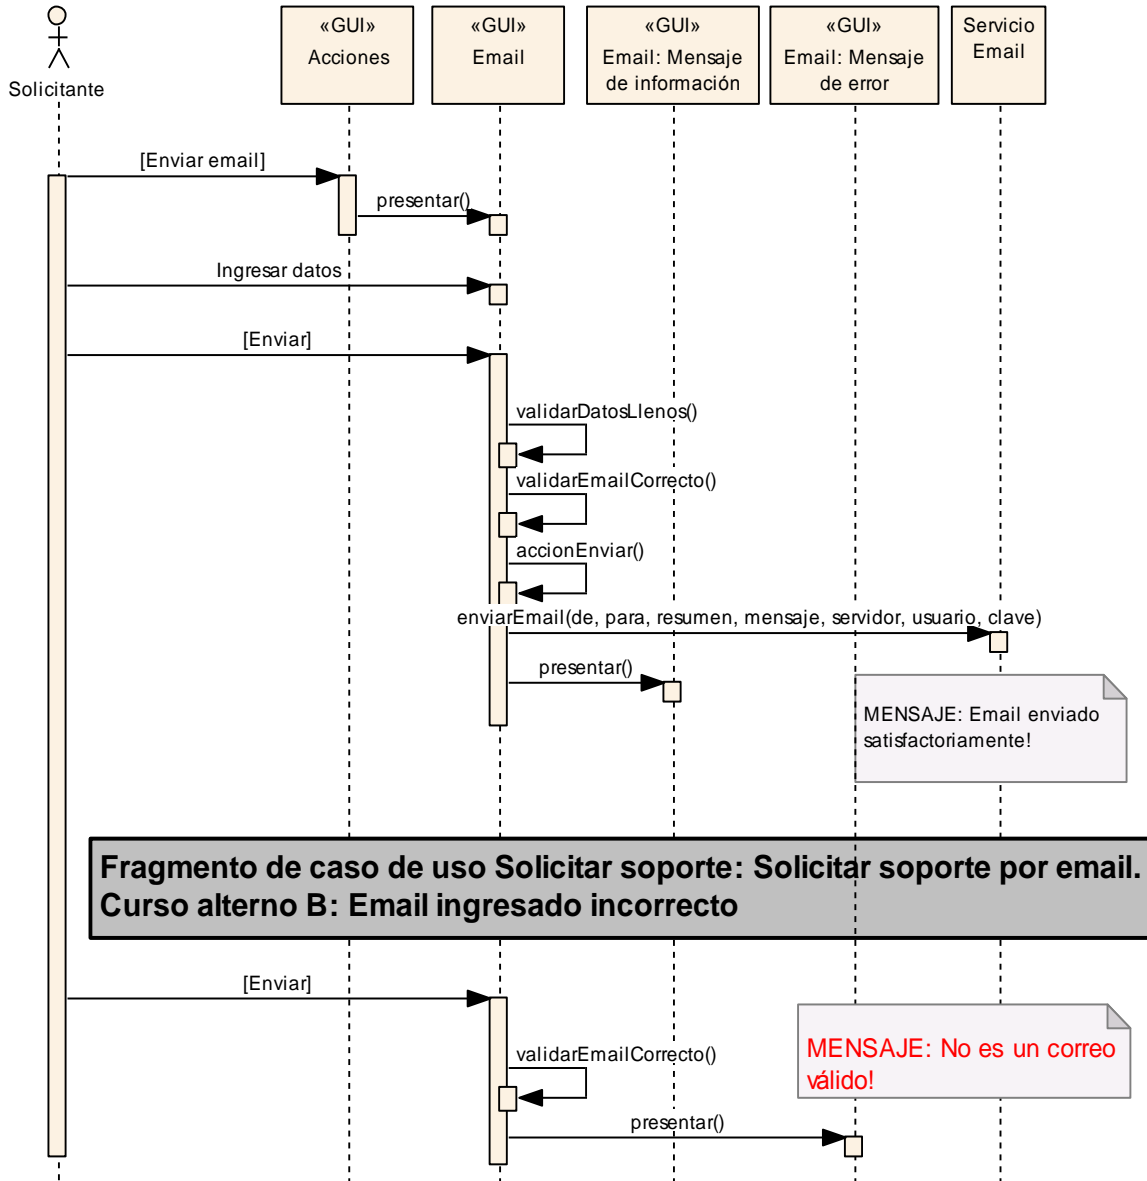 Solicitante
«GUI»
Acciones
«GUI»
Email
«GUI»
Email: Mensaje
de información
«GUI»
Email: Mensaje
de error
Servicio
Email
[Enviar email]
presentar()
Ingresar datos
[Enviar]
validarDatosLlenos()
validarEmailCorrecto()
accionEnviar()
enviarEmail(de, para, resumen, mensaje, servidor, usuario, clave)
presentar()
MENSAJE: Email enviado
satisfactoriamente!
Fragmento de caso de uso Solicitar soporte: Solicitar soporte por email.
Curso alterno B: Email ingresado incorrecto
[Enviar]
validarEmailCorrecto()
MENSAJE: No es un correo
válido!
presentar()